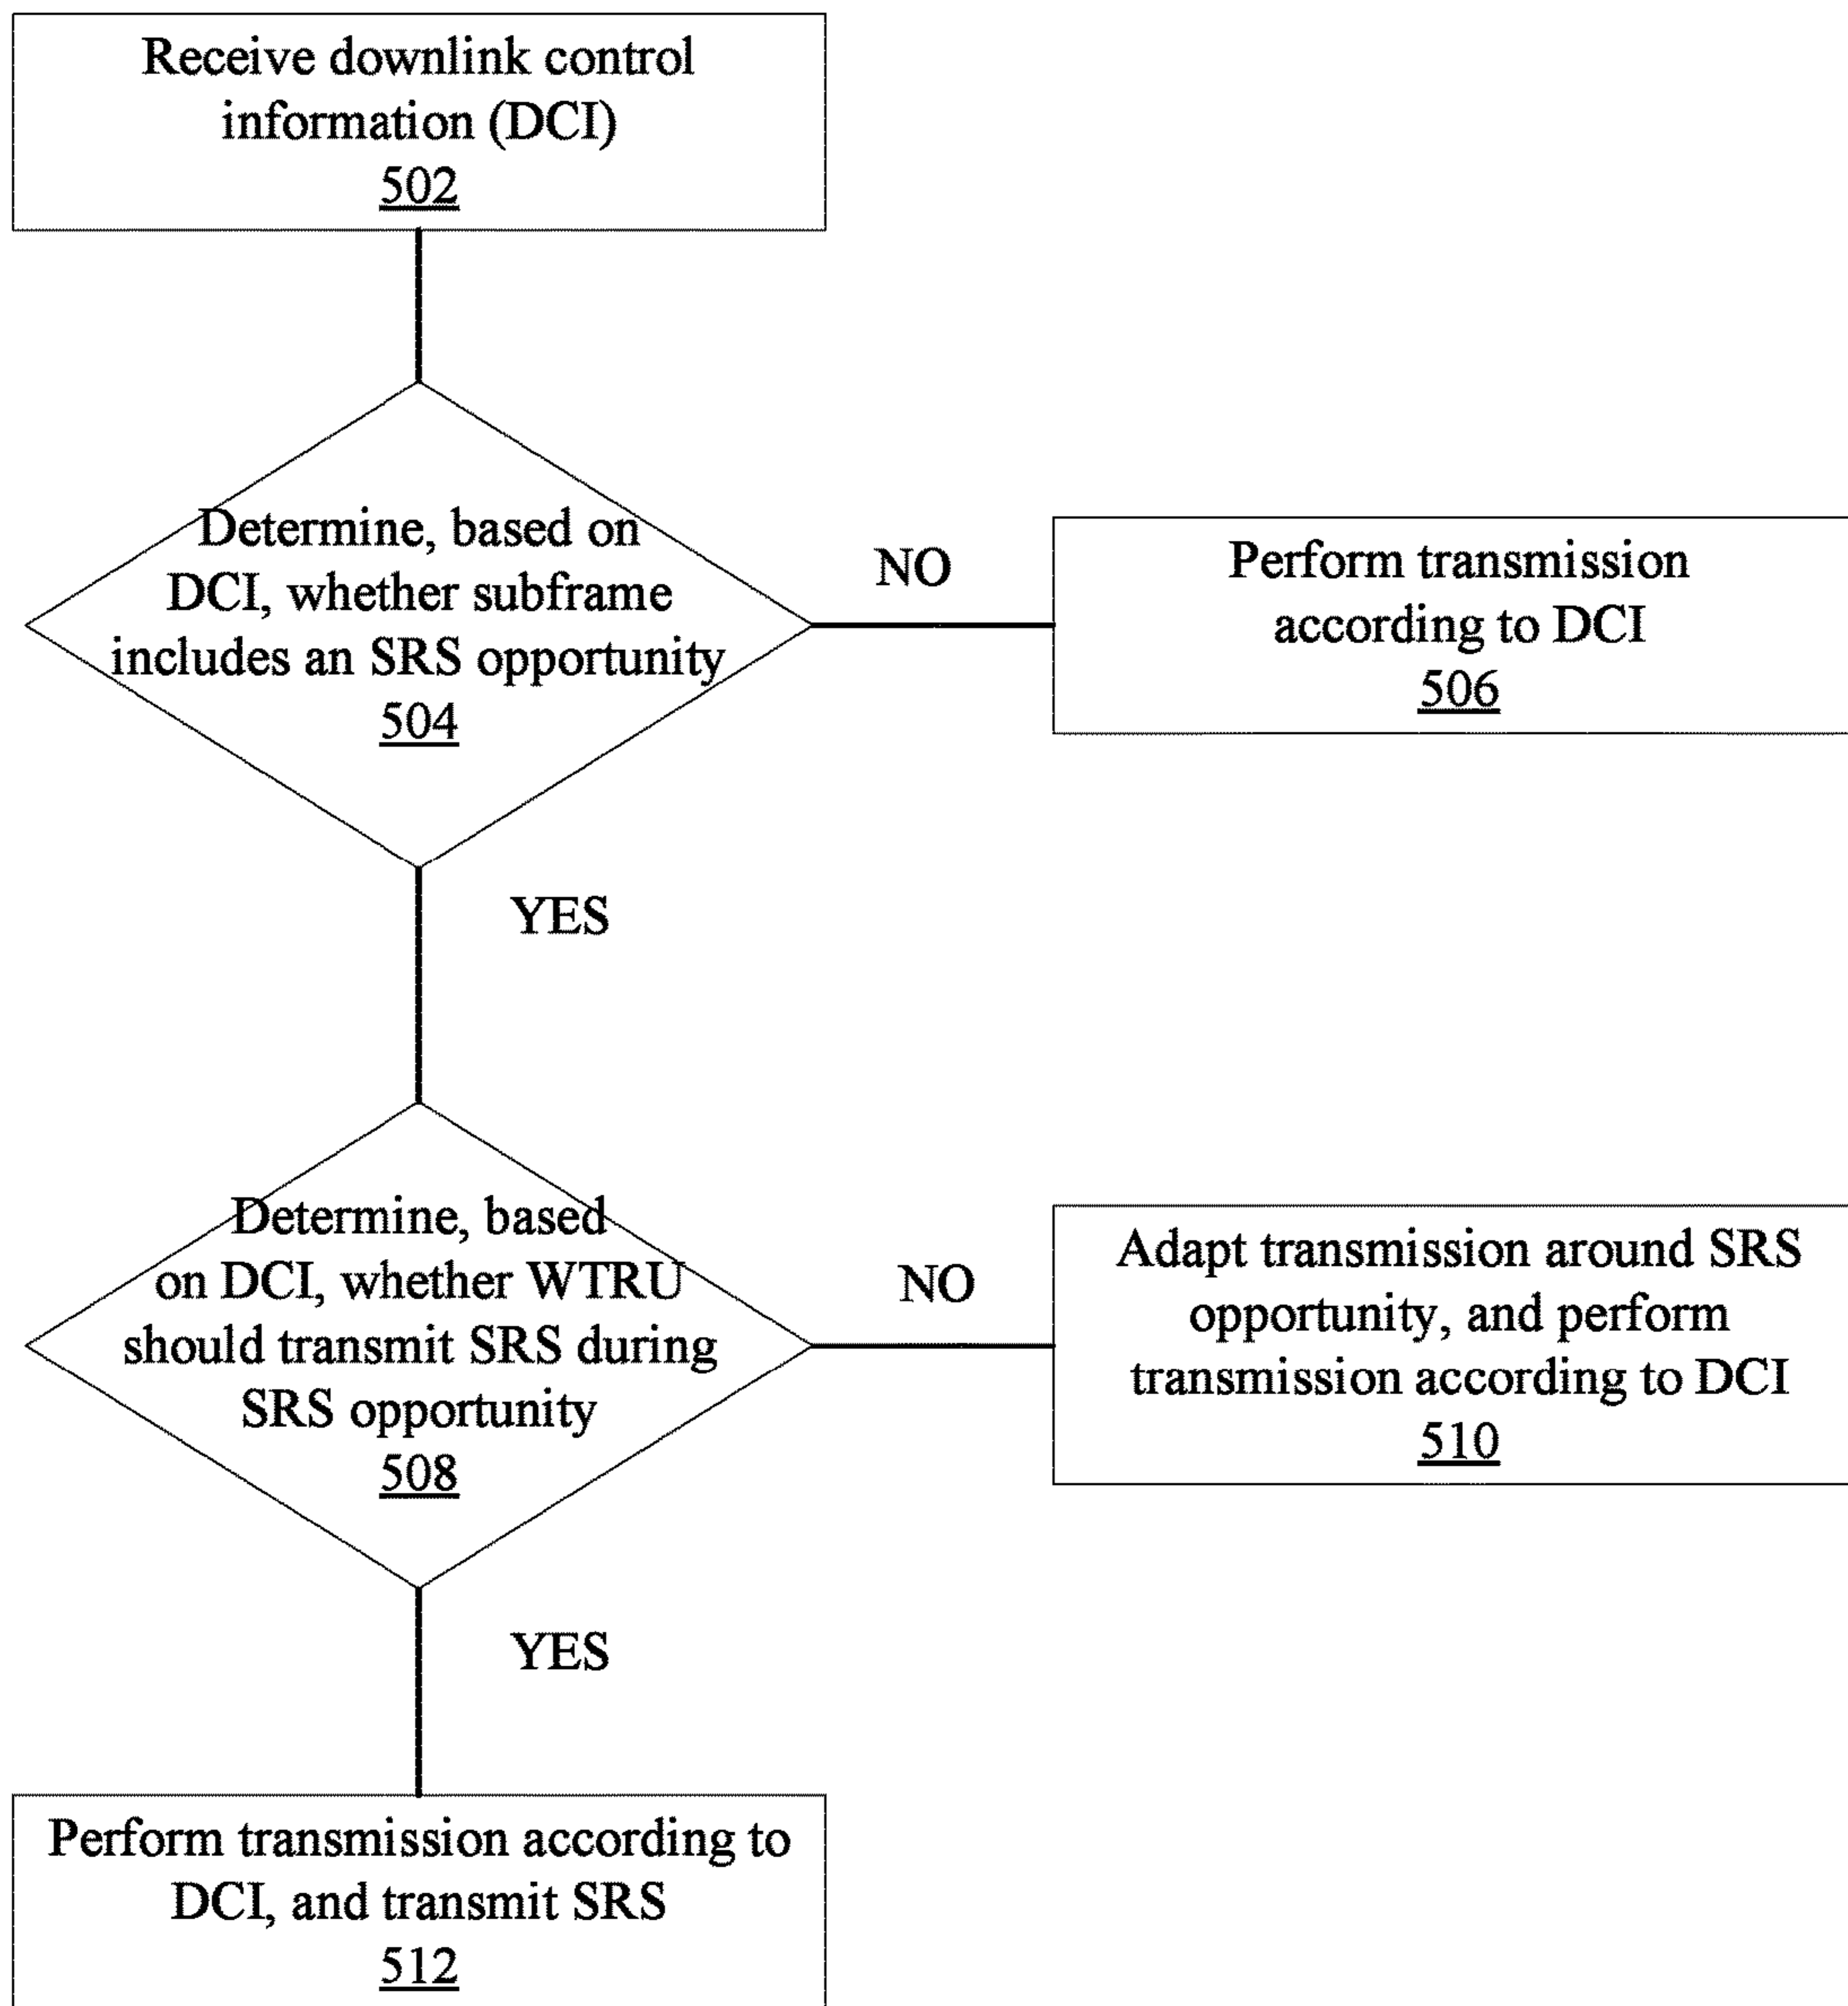 Receive downlink control
information (DCI)
502
Determine, based on
DCI, whether subframe
includes an SRS opportunity
504
NO
Perform transmission
according to DCI
506
YES
Determine, based
on DCI, whether WTRU
should transmit SRS during
SRS opportunity
508
NO
Adapt transmission around SRS
opportunity, and perform
transmission according to DCI
510
YES
Perform transmission according to
DCI, and transmit SRS
512